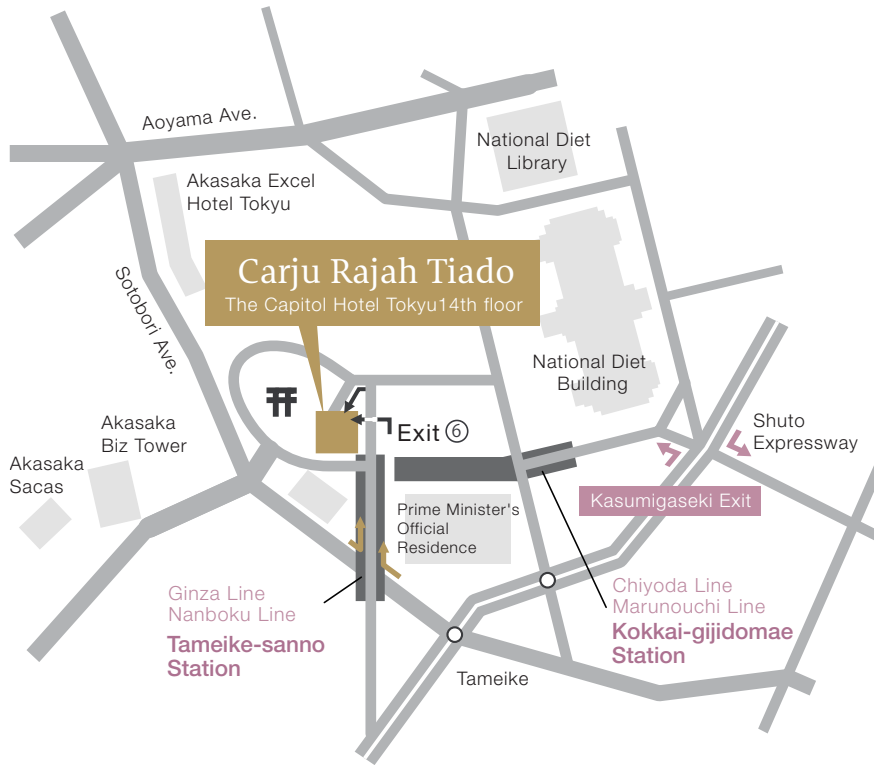 Aoyama Ave.
National Diet
Library
Akasaka Excel
Hotel Tokyu
Carju Rajah Tiado
The Capitol Hotel Tokyu14th floor
Sotobori Ave.
National Diet
Building
Akasaka
Biz Tower
Exit ⑥
Shuto
Expressway
Akasaka
Sacas
Kasumigaseki Exit
Prime Minister's
Official
Residence
Ginza Line
Nanboku Line
Tameike-sanno
Station
Chiyoda Line
Marunouchi Line
Kokkai-gijidomae
Station
Tameike